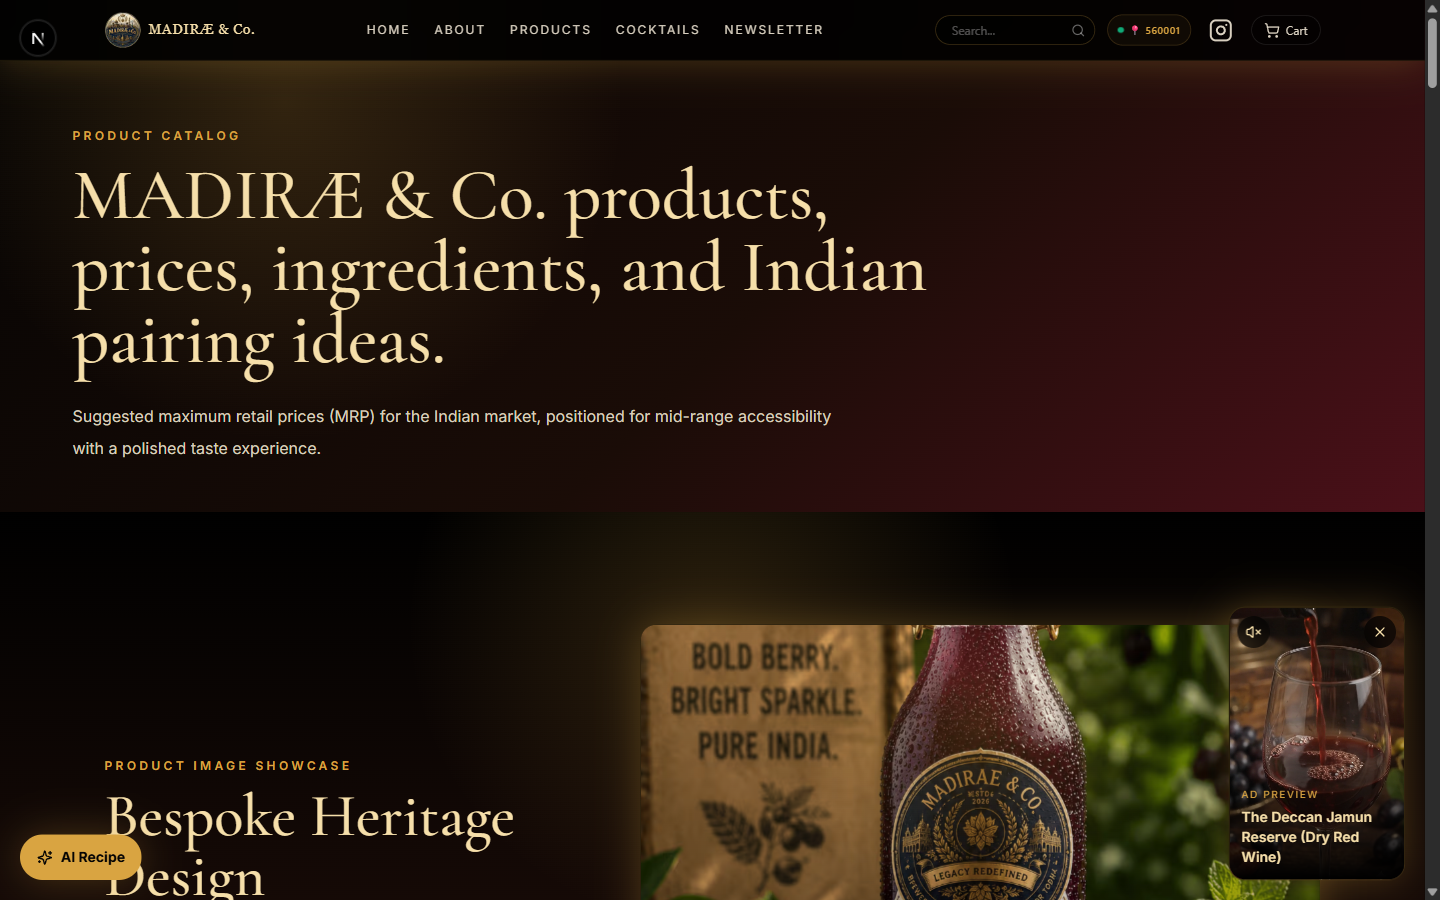 N
MADIRÆ & Co.
HOME
ABOUT
PRODUCTS
COCKTAILS
NEWSLETTER
Search...
560001
Cart
PRODUCT CATALOG
MADIRÆ & Co. products,
prices, ingredients, and Indian
pairing ideas.
Suggested maximum retail prices (MRP) for the Indian market, positioned for mid-range accessibility
with a polished taste experience.
PRODUCT IMAGE SHOWCASE
Bespoke Heritage
Design
AI Recipe
BOLD BERRY.
BRIGHT SPARKLE.
PURE INDIA.
MADIRAE & CO.
ESTD
2026
LEGACY REDEFINED
AD PREVIEW
The Deccan Jamun
Reserve (Dry Red
Wine)